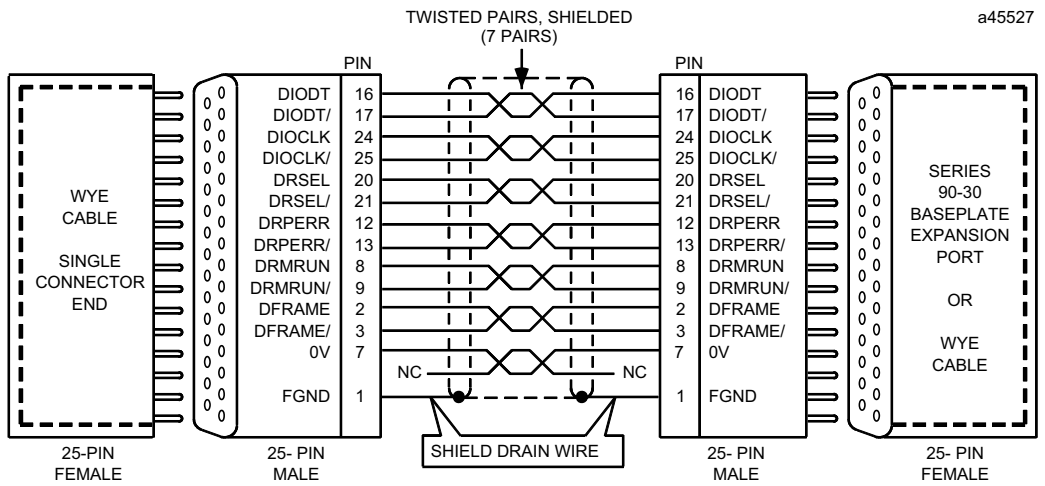 TWISTED PAIRS, SHIELDED
(7 PAIRS)
a45527
PIN
PIN
WYE
CABLE
SINGLE
CONNECTOR
END
DIODT 16
DIODT/ 17
DIOCLK 24
DIOCLK/ 25
DRSEL 20
DRSEL/ 21
DRPERR 12
DRPERR/ 13
DRMRUN 8
DRMRUN/ 9
DFRAME 2
DFRAME/ 3
0V 7
NC
FGND 1
NC
16 DIODT
17 DIODT/
24 DIOCLK
25 DIOCLK/
20 DRSEL
21 DRSEL/
12 DRPERR
13 DRPERR/
8 DRMRUN
9 DRMRUN/
2 DFRAME
3 DFRAME/
7 0V
1 FGND
SERIES
90-30
BASEPLATE
EXPANSION
PORT
OR
WYE
CABLE
SHIELD DRAIN WIRE
25-PIN
FEMALE
25- PIN
MALE
25- PIN
MALE
25- PIN
FEMALE